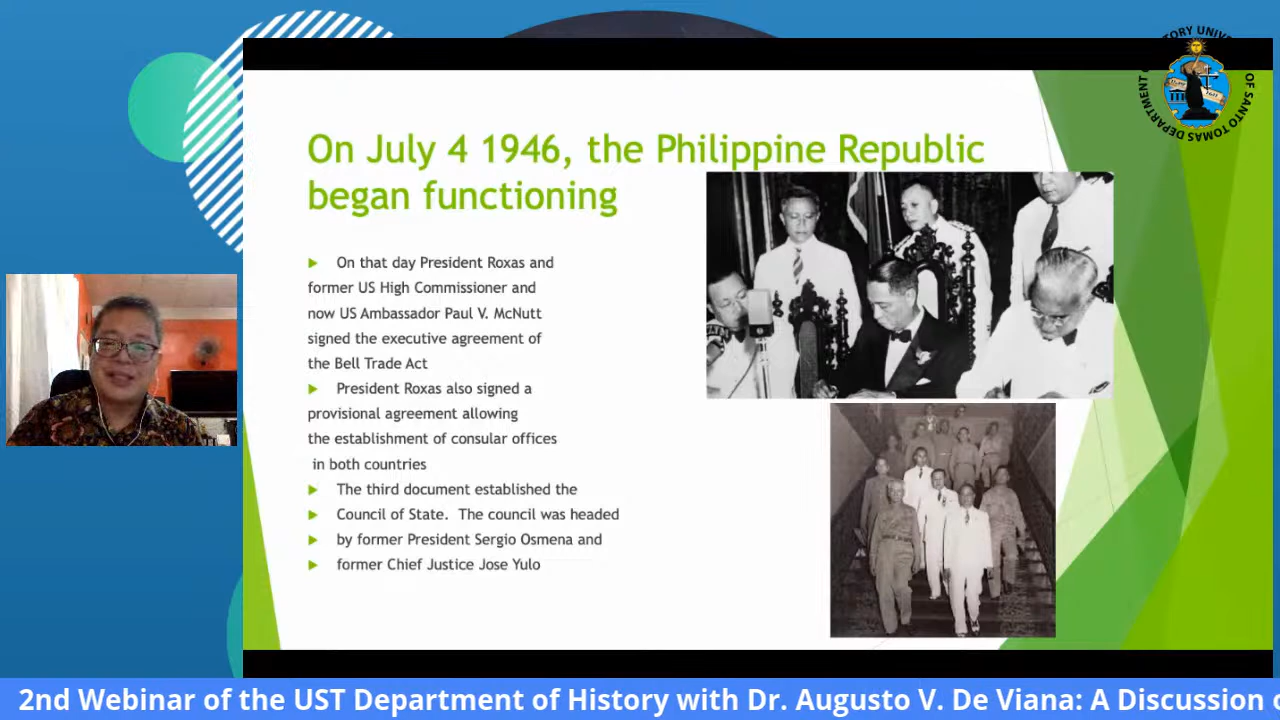 On July 4 1946, the Philippine Republic
began functioning
On that day President Roxas and
former US High Commissioner and
now US Ambassador Paul V. McNutt
signed the executive agreement of
the Bell Trade Act
President Roxas also signed a
provisional agreement allowing
the establishment of consular offices
in both countries
The third document established the
Council of State. The council was headed
by former President Sergio Osmena and
former Chief Justice Jose Yulo
OF SANTO TOMAS DEPARTMENT
2nd Webinar of the UST Department of History with Dr. Augusto V. De Viana: A Discussion